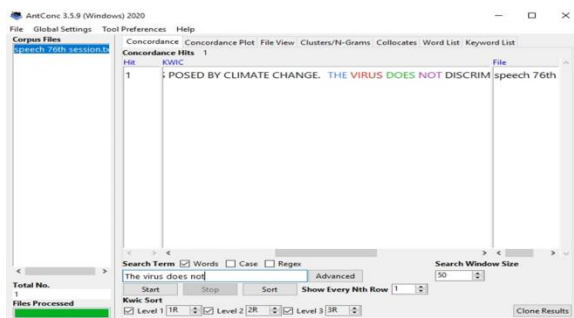 AntConc 3.5.9 (Windows) 2020
File Global Settings Tool Preferences Help
Corpus Files
speech 76th session.tx
Concordance Concordance Plot File View Clusters/N-Grams Collocates Word List Keyword List
Concordance Hits 1
Hit KWIC File
1 POSED BY CLIMATE CHANGE. THE VIRUS DOES NOT DISCRIM speech 76th
Search Term Words Case Regex Search Window Size
The virus does not Advanced 50
Total No.
1
Start Stop Sort Show Every Nth Row 1
Files Processed
Kwic Sort
Level 1 1R Level 2 2R Level 3 3R Clone Results